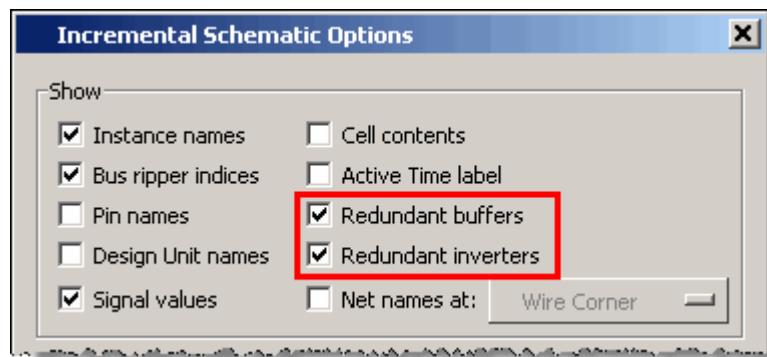 Incremental Schematic Options
Show
Instance names
Cell contents
Bus ripper indices
Active Time label
Pin names
Redundant buffers
Design Unit names
Redundant inverters
Signal values
Net names at:
Wire Corner